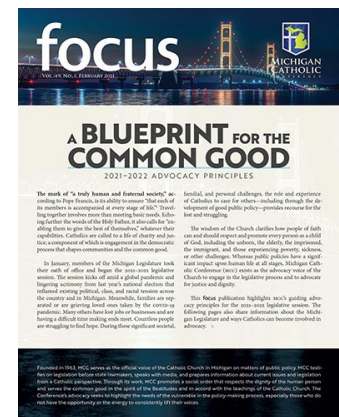 focus
VOL. 49, NO. 1, FEBRUARY 2021
MICHIGAN
CATHOLIC
CONFERENCE
A BLUEPRINT FOR THE
COMMON GOOD
2021–2022 ADVOCACY PRINCIPLES
The mark of "a truly human and fraternal society," ac-
cording to Pope Francis, is its ability to ensure "that each of
its members is accompanied at every stage of life." Travel-
ling together involves more than meeting basic needs. Echo-
ing further the words of the Holy Father, it also calls for "en-
abling them to give the best of themselves," whatever their
capabilities. Catholics are called to a life of charity and jus-
tice; a component of which is engagement in the democratic
process that shapes communities and the common good.
In January, members of the Michigan Legislature took
their oath of office and began the 2021-2022 legislative
session. The session kicks off amid a global pandemic and
lingering acrimony from last year's national election that
inflamed existing political, class, and racial tension across
the country and in Michigan. Meanwhile, families are sep-
arated or are grieving loved ones taken by the covid-19
pandemic. Many others have lost jobs or businesses and are
having a difficult time making ends meet. Countless people
are struggling to find hope. During these significant societal,
familial, and personal challenges, the role and experience
of Catholics to care for others—including through the de-
velopment of good public policy—provides recourse for the
lost and struggling.
The wisdom of the Church clarifies how people of faith
can and should impact and promote every person as a child
of God, including the unborn, the elderly, the imprisoned,
the immigrant, and those experiencing poverty, sickness,
or other challenges. Whereas public policies have a signif-
icant impact upon human life at all stages, Michigan Cath-
olic Conference (MCC) exists as the advocacy voice of the
Church to engage in the legislative process and to advocate
for justice and dignity.
This focus publication highlights MCC's guiding advo-
cacy principles for the 2021-2022 legislative session. The
following pages also share information about the Michi-
gan Legislature and ways Catholics can become involved in
advocacy.
Founded in 1963, MCC serves as the official voice of the Catholic Church in Michigan on matters of public policy. MCC testi-
fies on legislation before state lawmakers, speaks with media, and prepares information about current issues and legislation
from a Catholic perspective. Through its work, MCC promotes a social order that respects the dignity of the human person
and serves the common good in the spirit of the Beatitudes and in accord with the teachings of the Catholic Church. The
Conference's advocacy seeks to highlight the needs of the vulnerable in the policy-making process, especially those who do
not have the opportunity or the energy to consistently lift their voices.